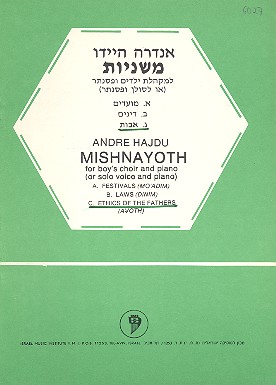 6027
אנדרה היידו
משניות
למקהלת ילדים ופסנתר
(או לסולן ופסנתר)
א. מועדים
ב. דינים
ג. אבות
ANDRE HAJDU
MISHNAYOTH
for boy's choir and piano
(or solo voice and piano)
A. FESTIVALS (MO'ADIM)
B. LAWS (DINIM)
C. ETHICS OF THE FATHERS
(AVOTH)
ISRAEL MUSIC INSTITUTE